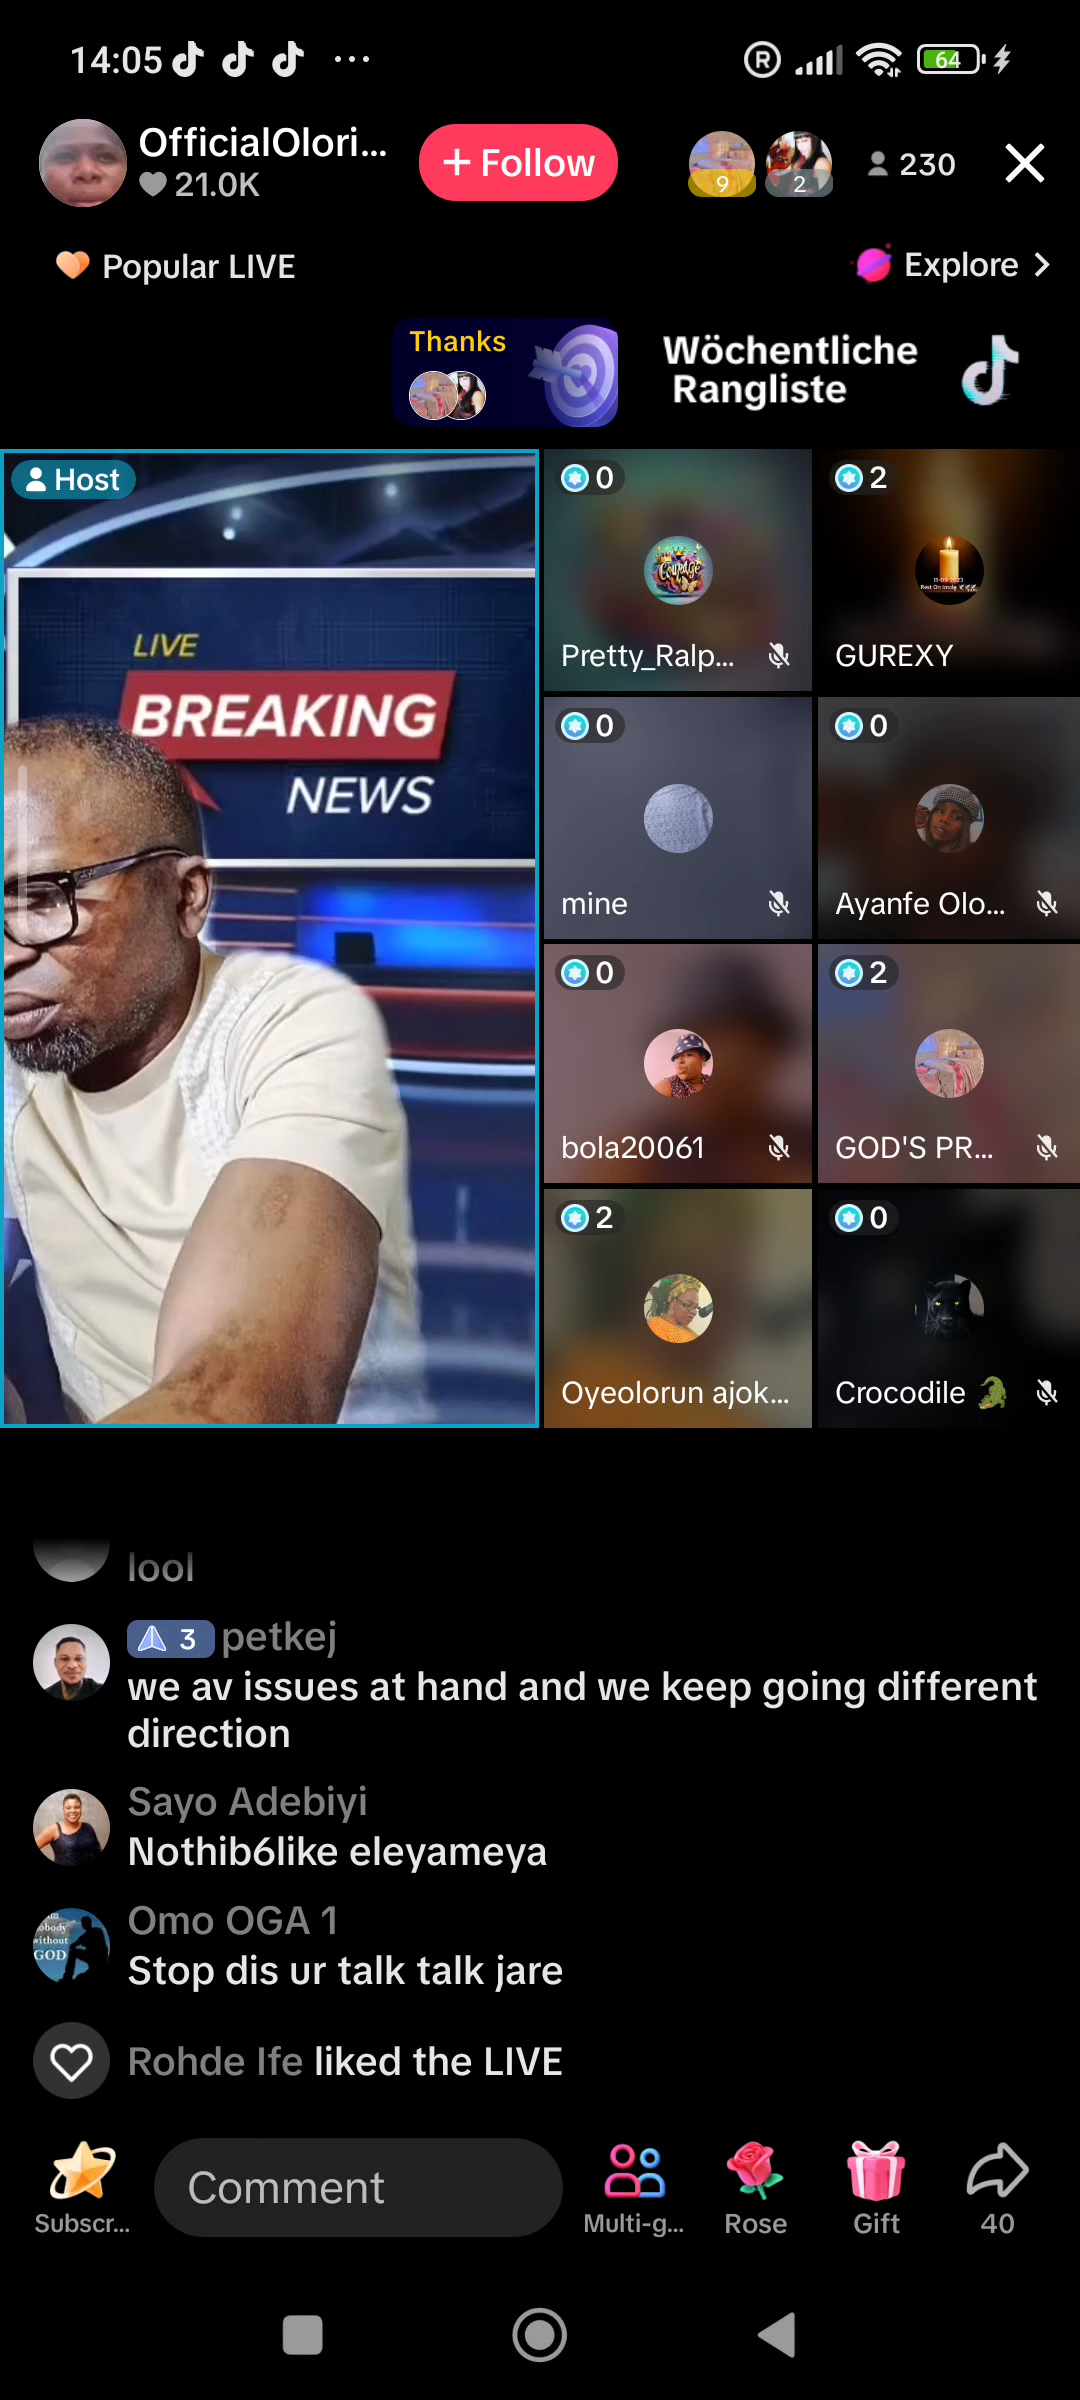 14:05 ...
R 64
OfficialOlori...
21.0K
+ Follow
9
2
230
Popular LIVE
Explore >
Thanks
Wöchentliche
Rangliste
Host
LIVE
BREAKING
NEWS
0
Courage
Pretty_Ralp...
2
11-09-2023
GUREXY
0
mine
0
Ayanfe Olo...
0
bola20061
2
GOD'S PR...
2
Oyeolorun ajok...
0
Crocodile 🐊
lool
3 petkej
we av issues at hand and we keep going different
direction
Sayo Adebiyi
Nothib6like eleyameya
Omo OGA 1
Stop dis ur talk talk jare
Rohde Ife liked the LIVE
Subscr...
Comment
Multi-g...
Rose
Gift
40